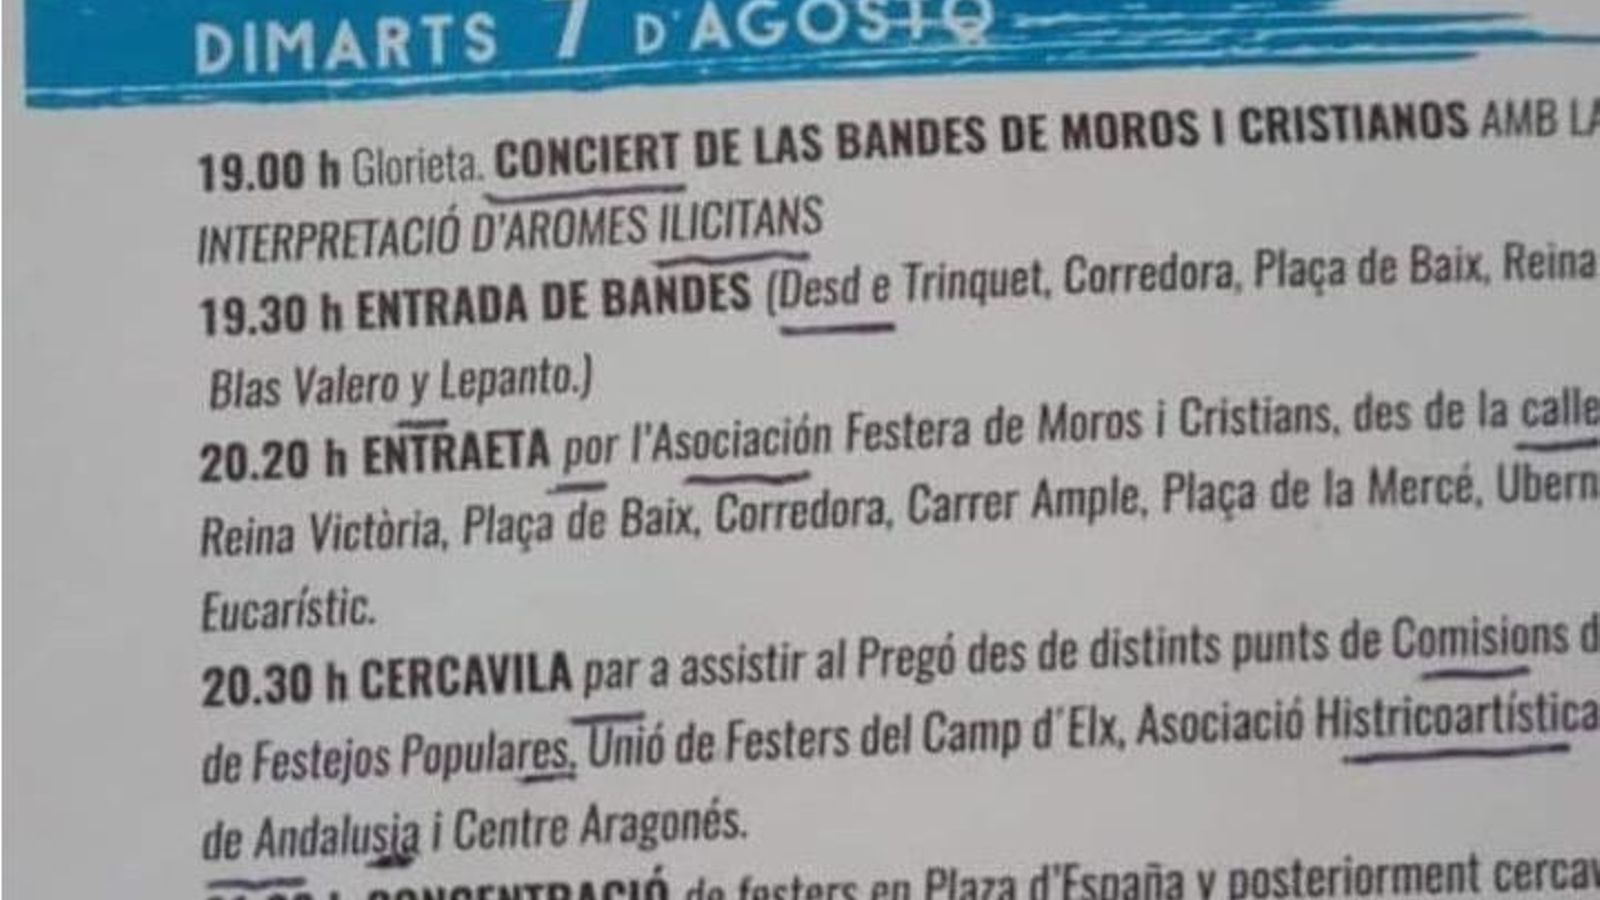 DIMARTS 7 D'AGOSTO
19.00 h Glorieta. CONCIERT DE LAS BANDES DE MOROS I CRISTIANOS AMB LA
INTERPRETACIÓ D'AROMES ILICITANS
19.30 h ENTRADA DE BANDES (Desd e Trinquet, Corredora, Plaça de Baix, Reina
Blas Valero y Lepanto.)
20.20 h ENTRAETA por l'Asociación Festera de Moros i Cristians, des de la calle
Reina Victòria, Plaça de Baix, Corredora, Carrer Ample, Plaça de la Mercé, Ubern
Eucarístic.
20.30 h CERCAVILA par a assistir al Pregó des de distints punts de Comisions d
de Festejos Populares, Unió de Festers del Camp d'Elx, Asociació Histricoartística
de Andalusia i Centre Aragonés.
h CONCENTRACIÓ de festers en Plaza d'España y posteriorment cercav